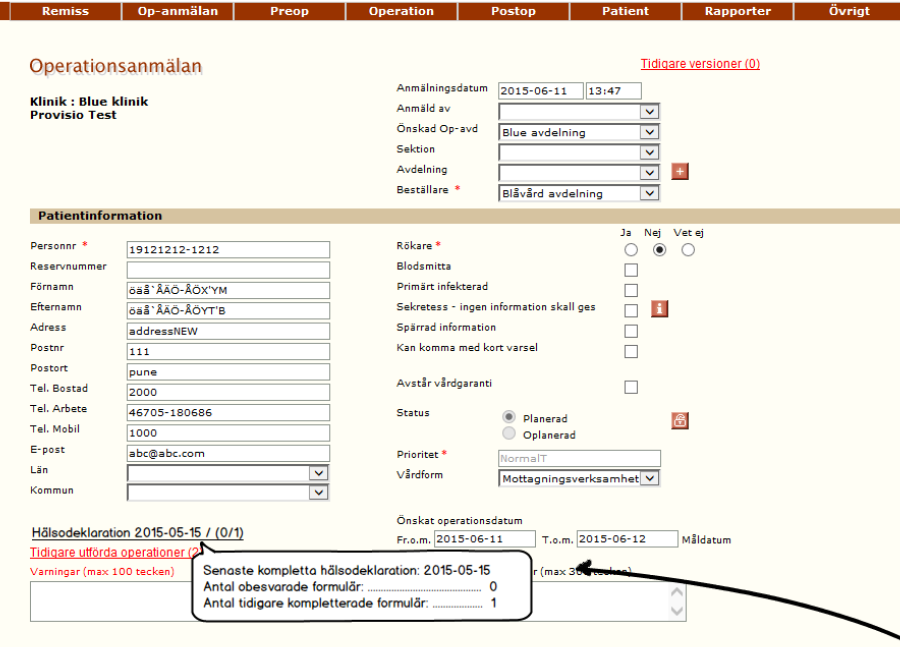 Remiss Op-anmälan Preop Operation Postop Patient Rapporter Övrigt
Operationsanmälan
Tidigare versioner (0)
Klinik : Blue klinik
Provisio Test
Anmälningsdatum 2015-06-11 13:47
Anmäld av
Önskad Op-avd Blue avdelning
Sektion
Avdelning
Beställare * Blåvård avdelning
Patientinformation
Personnr * 19121212-1212
Reservnummer
Förnamn öäå`ÅÄÖ-ÅÖX'YM
Efternamn öäå`ÅÄÖ-ÅÖYT'B
Adress addressNEW
Postnr 111
Postort pune
Tel. Bostad 2000
Tel. Arbete 46705-180686
Tel. Mobil 1000
E-post abc@abc.com
Län
Kommun
Ja Nej Vet ej
Rökare *
Blodsmitta
Primärt infekterad
Sekretess - ingen information skall ges
Spärrad information
Kan komma med kort varsel
Avstår vårdgaranti
Status Planerad
Oplanerad
Prioritet * NormalT
Vårdform Mottagningsverksamhet
Önskat operationsdatum
Fr.o.m. 2015-06-11 T.o.m. 2015-06-12 Måldatum
Hälsodeklaration 2015-05-15 / (0/1)
Tidigare utförda operationer (2
Varningar (max 100 tecken)
(max 30 tecken)
Senaste kompletta hälsodeklaration: 2015-05-15
Antal obesvarade formulär: ........................................ 0
Antal tidigare kompletterade formulär: .................. 1